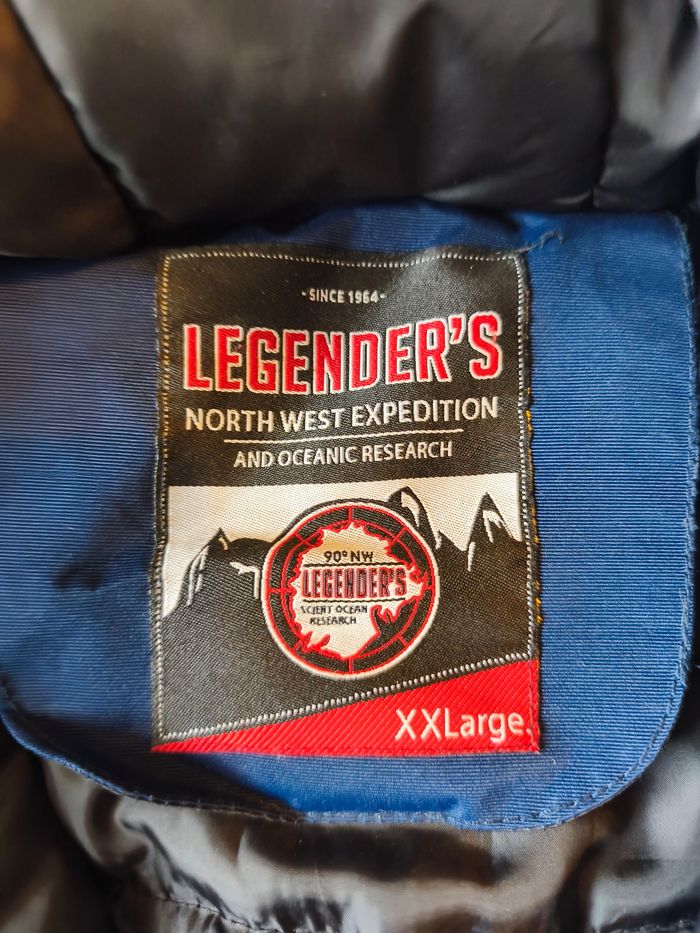 - SINCE 1964 -
LEGENDER'S
NORTH WEST EXPEDITION
AND OCEANIC RESEARCH
90° NW
LEGENDER'S
SCIENT OCEAN
RESEARCH
XXLarge